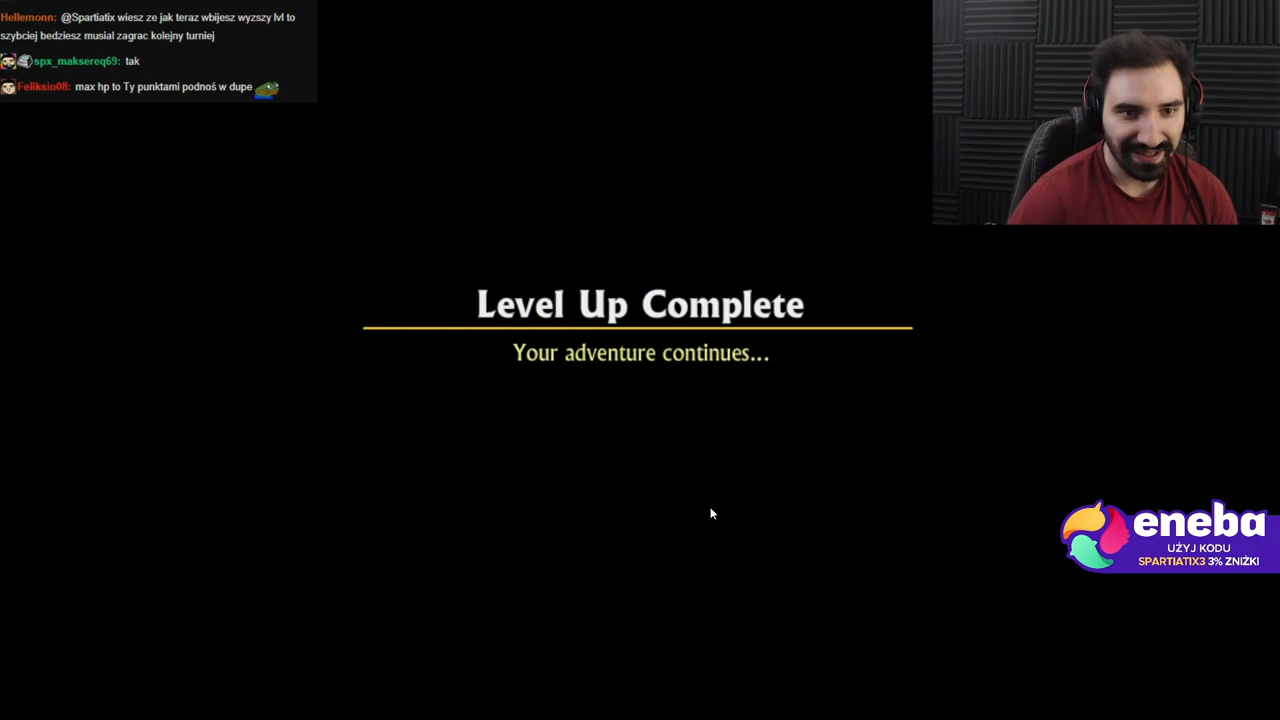 Hellemonn: @Spartiatix wiesz ze jak teraz wbijesz wyzszy lvl to
szybciej bedziesz musial zagrac kolejny turniej
spx_maksereq69: tak
Feliksio08: max hp to Ty punktami podnoś w dupe
Level Up Complete
Your adventure continues...
eneba
UŻYJ KODU
SPARTIATIX3 3% ZNIŻKI